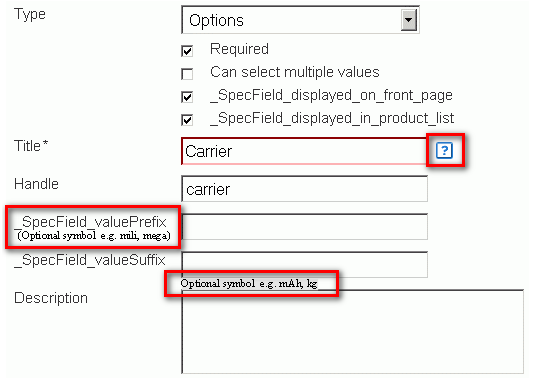 Type Options
Required
Can select multiple values
_SpecField_displayed_on_front_page
_SpecField_displayed_in_product_list
Title* Carrier ?
Handle carrier
_SpecField_valuePrefix
(Optional symbol e.g. mili, mega)
_SpecField_valueSuffix
Optional symbol e.g. mAh, kg
Description